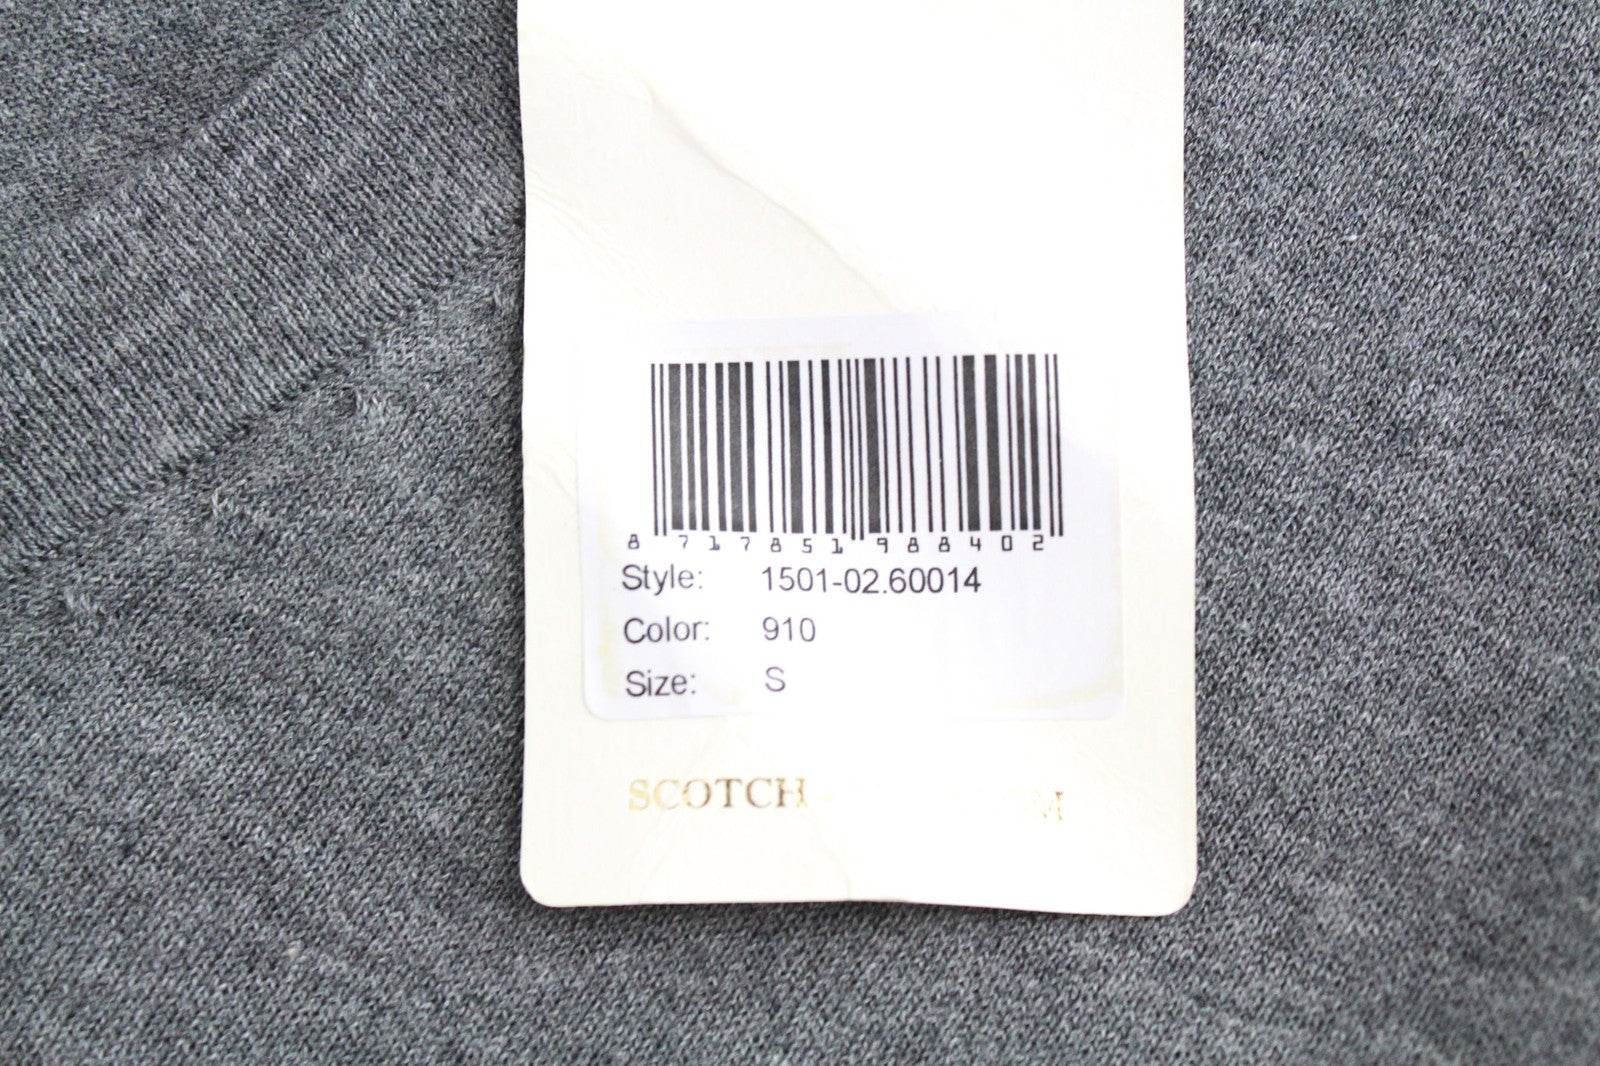 8 717851 988402
Style: 1501-02.60014
Color: 910
Size: S
SCOTCH